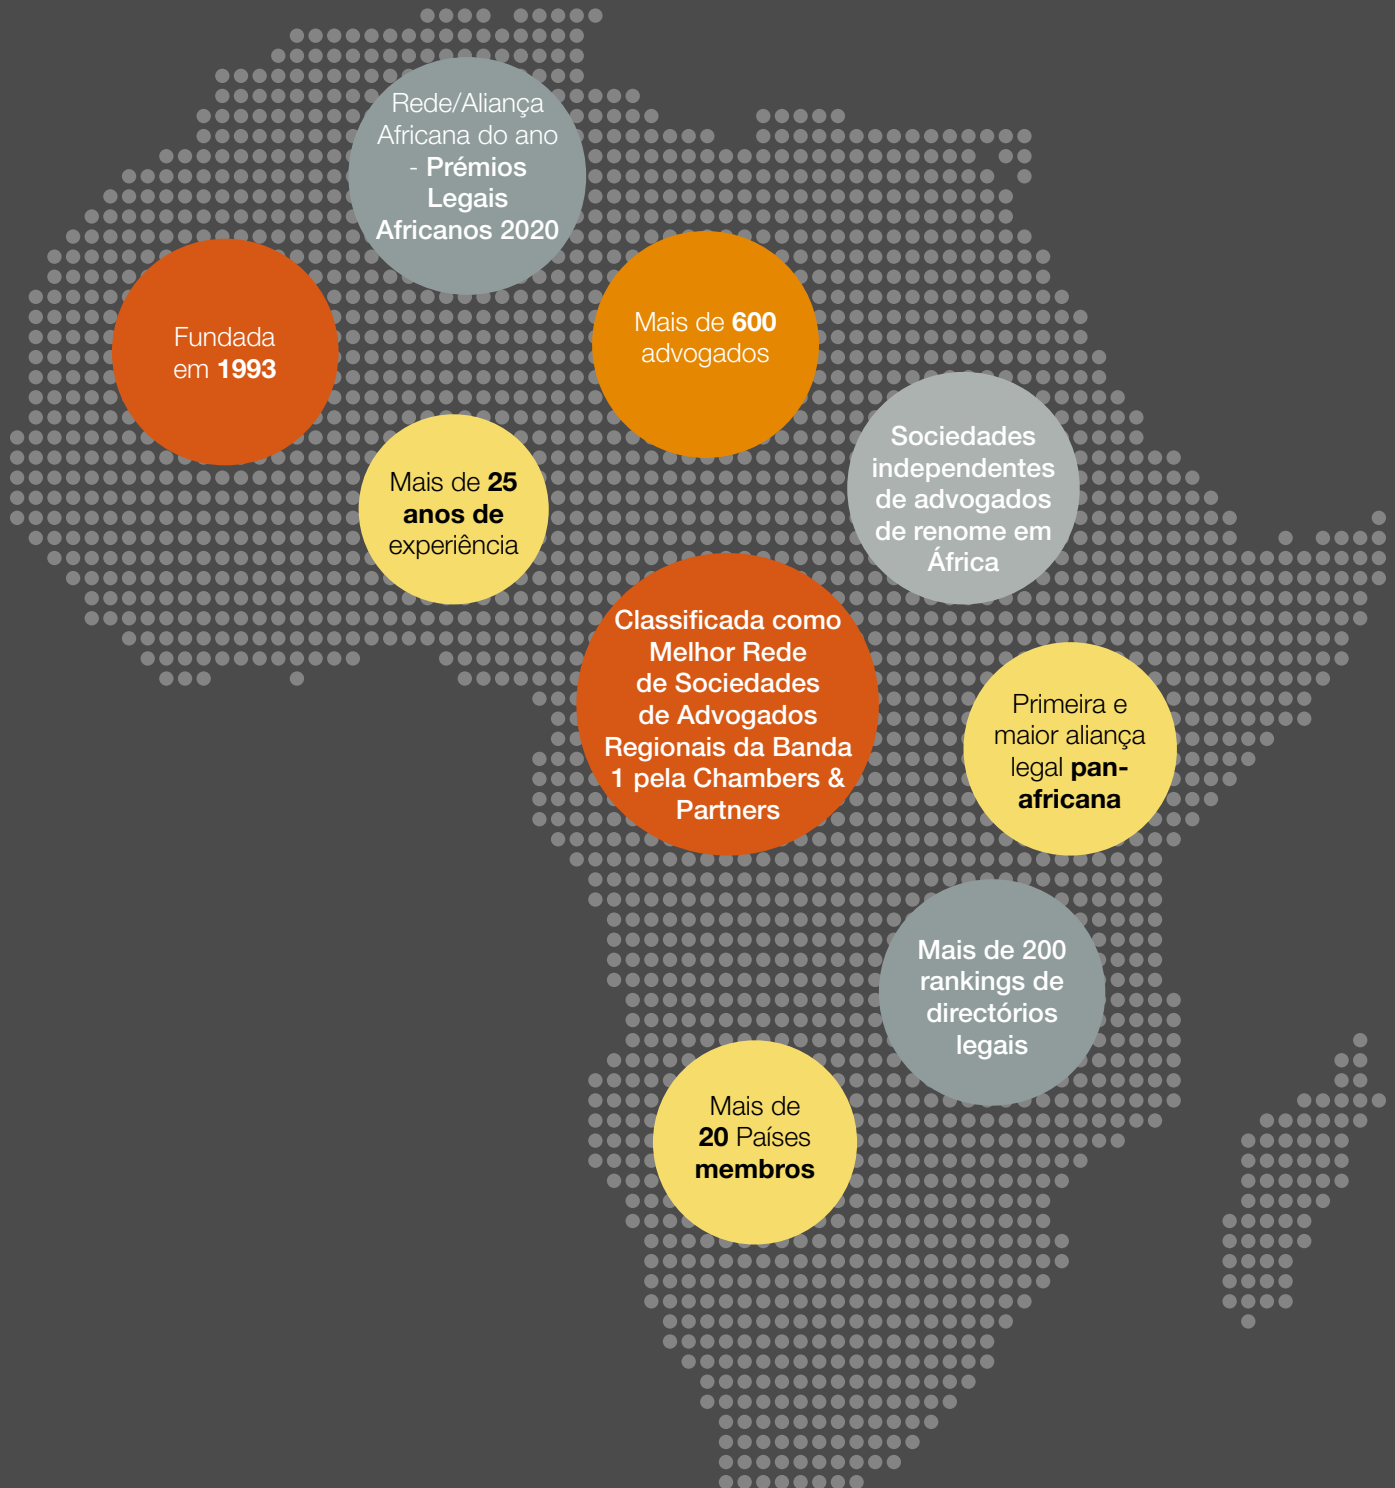 Rede/Aliança
Africana do ano
- Prémios
Legais
Africanos 2020
Fundada
em 1993
Mais de 600
advogados
Mais de 25
anos de
experiência
Sociedades
independentes
de advogados
de renome em
África
Classificada como
Melhor Rede
de Sociedades
de Advogados
Regionais da Banda
1 pela Chambers &
Partners
Primeira e
maior aliança
legal pan-
africana
Mais de 200
rankings de
directórios
legais
Mais de
20 Países
membros